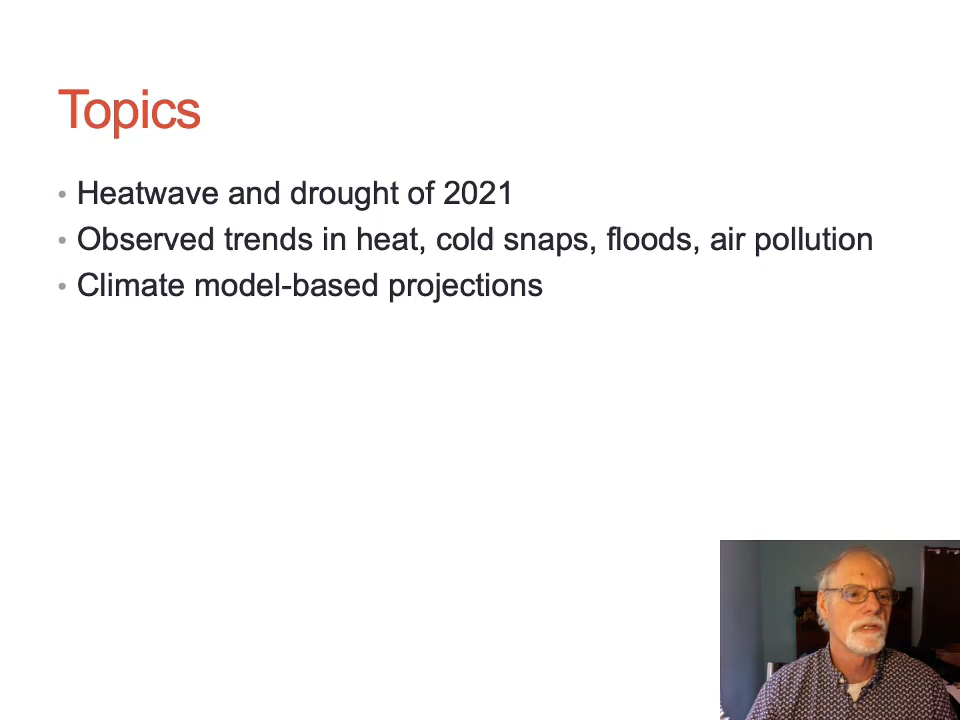 Topics
• Heatwave and drought of 2021
• Observed trends in heat, cold snaps, floods, air pollution
• Climate model-based projections